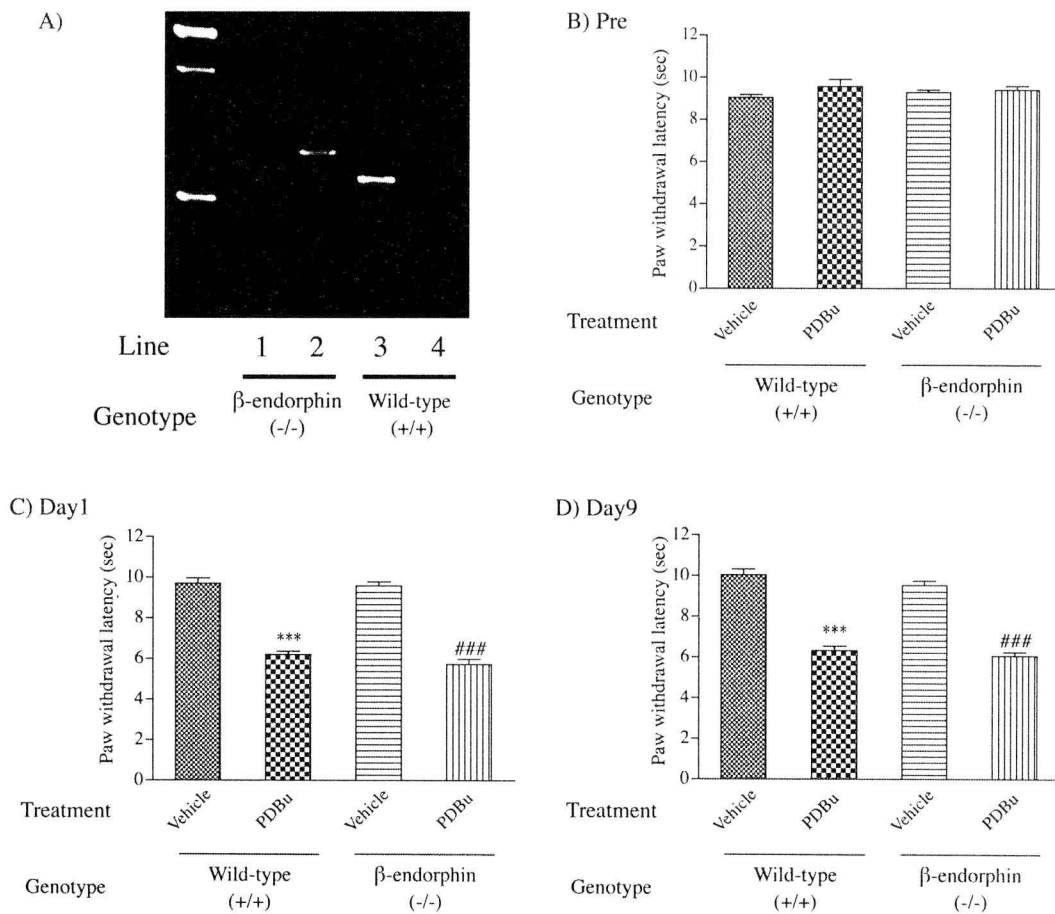 A)
Line 1 2 3 4
Genotype
β-endorphin
(-/-)
Wild-type
(+/+)
B) Pre
Paw withdrawal latency (sec)
12
10
8
6
4
2
0
Treatment
Vehicle
PDBu
Vehicle
PDBu
Genotype
Wild-type
(+/+)
β-endorphin
(-/-)
C) Day1
Paw withdrawal latency (sec)
12
10
8
6
4
2
0
***
###
Treatment
Vehicle
PDBu
Vehicle
PDBu
Genotype
Wild-type
(+/+)
β-endorphin
(-/-)
D) Day9
Paw withdrawal latency (sec)
12
10
8
6
4
2
0
***
###
Treatment
Vehicle
PDBu
Vehicle
PDBu
Genotype
Wild-type
(+/+)
β-endorphin
(-/-)